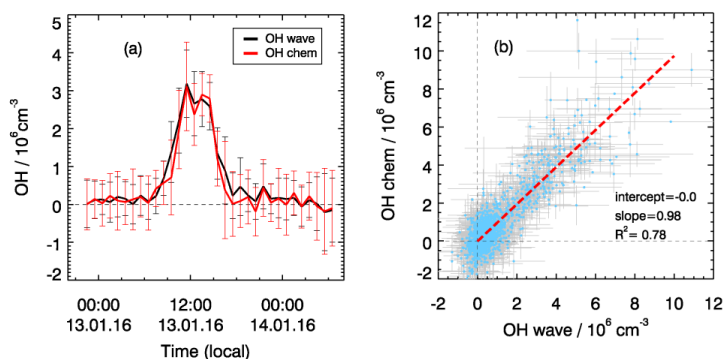 (a)
OH wave
OH chem
5
4
3
2
1
0
-1
-2
OH / 10⁶cm⁻³
00:00 12:00 00:00
13.01.16 13.01.16 14.01.16
Time (local)
(b)
12
10
8
6
4
2
0
-2
OH chem / 10⁶ cm⁻³
intercept=-0.0
slope=0.98
R²= 0.78
-2 0 2 4 6 8 10 12
OH wave / 10⁶ cm⁻³